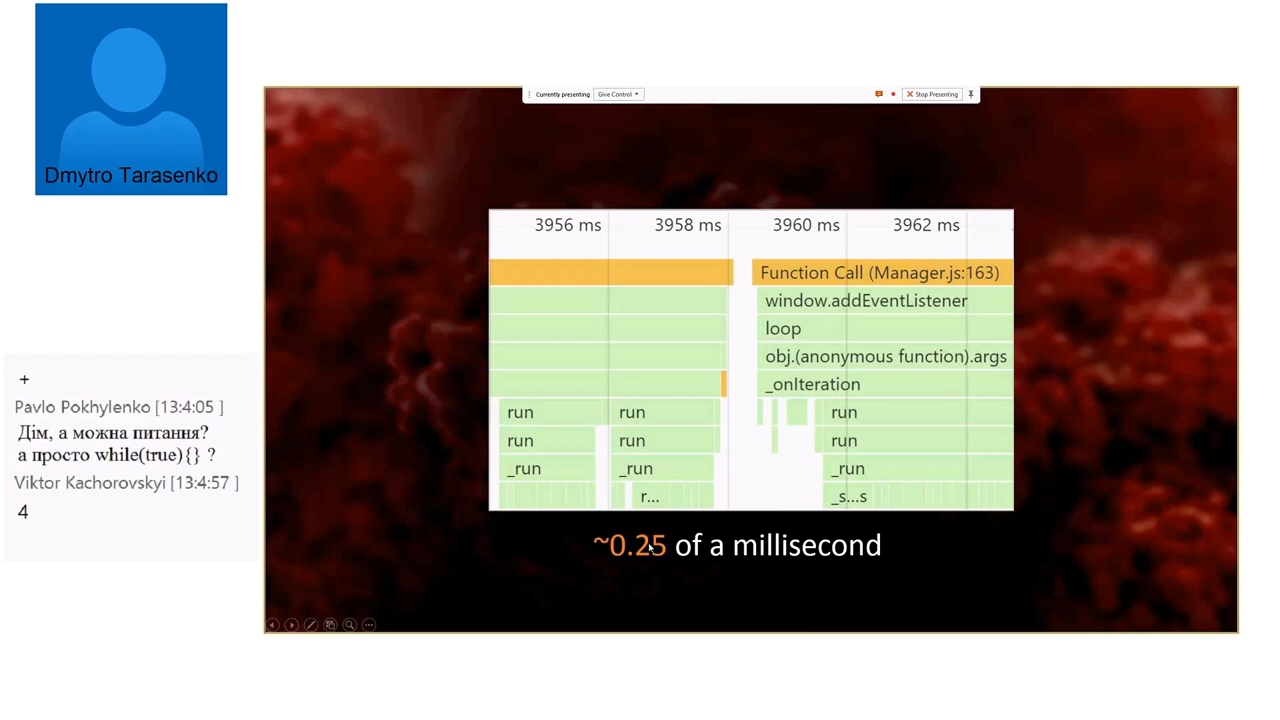 Dmytro Tarasenko
+
Pavlo Pokhylenko [13:4:05 ]
Дім, а можна питання?
а просто while(true){} ?
Viktor Kachorovskyi [13:4:57 ]
4
Currently presenting
Give Control
Stop Presenting
3956 ms 3958 ms 3960 ms 3962 ms
Function Call (Manager.js:163)
window.addEventListener
loop
obj.(anonymous function).args
_onIteration
run run run
run run run
_run _run _run
r... _s...s
~0.25 of a millisecond